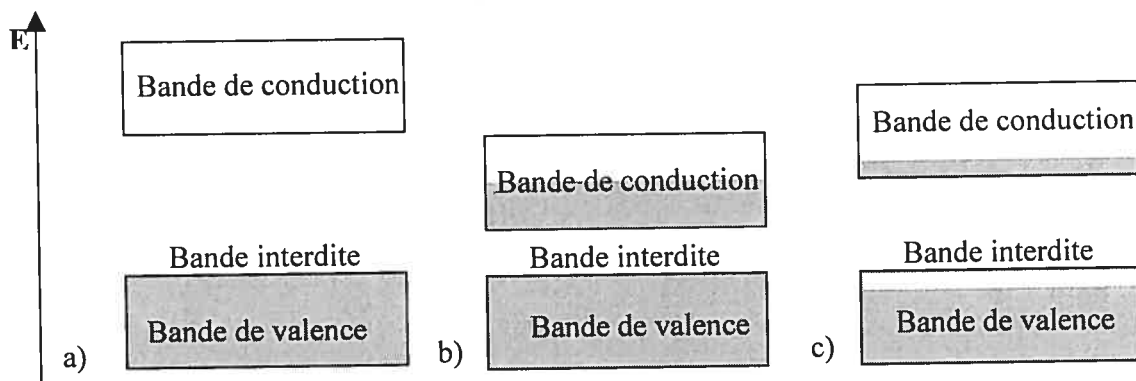 E
Bande de conduction
Bande interdite
Bande de valence
a)
Bande de conduction
Bande interdite
Bande de valence
b)
Bande de conduction
Bande interdite
Bande de valence
c)